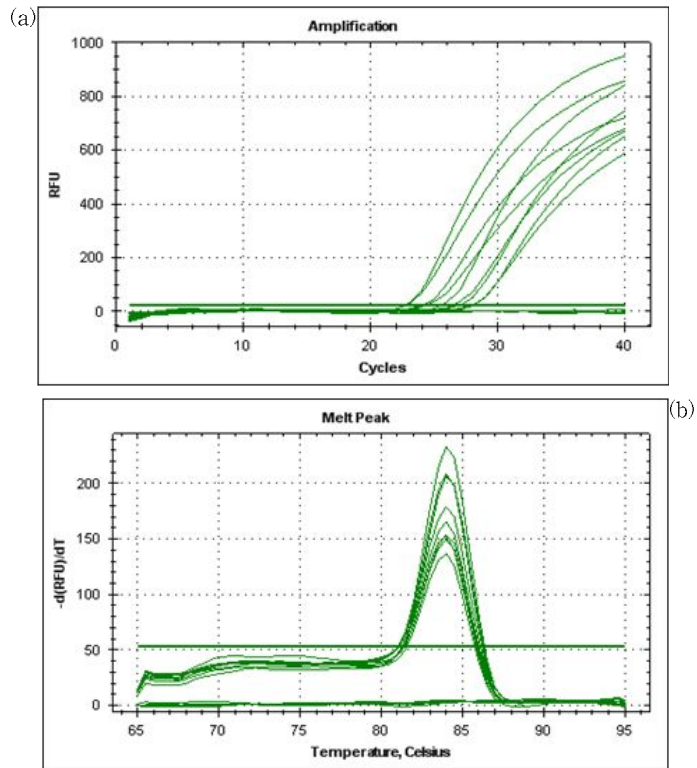 (a)
Amplification
1000
800
600
400
200
0
RFU
0 10 20 30 40
Cycles
(b)
Melt Peak
200
150
100
50
0
-d(RFU)/dT
65 70 75 80 85 90 95
Temperature, Celsius